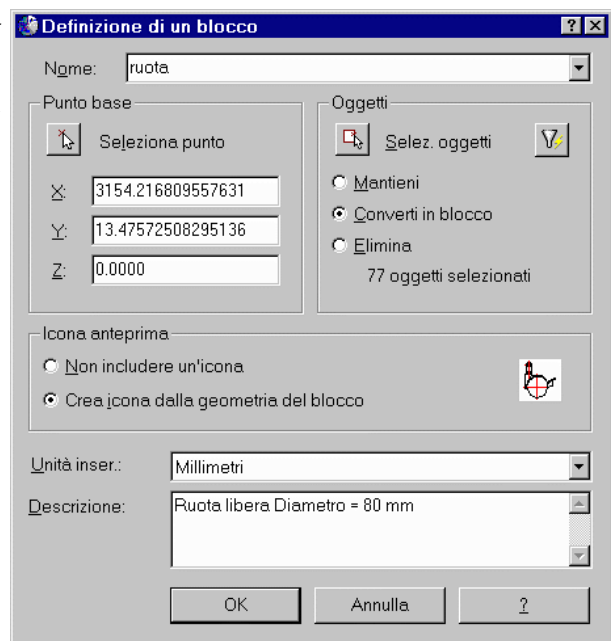 Definizione di un blocco
Nome: ruota
Punto base
Seleziona punto
X: 3154.216809557631
Y: 13.47572508295136
Z: 0.0000
Oggetti
Selez. oggetti
Mantieni
Converti in blocco
Elimina
77 oggetti selezionati
Icona anteprima
Non includere un'icona
Crea icona dalla geometria del blocco
Unità inser.: Millimetri
Descrizione: Ruota libera Diametro = 80 mm
OK Annulla ?